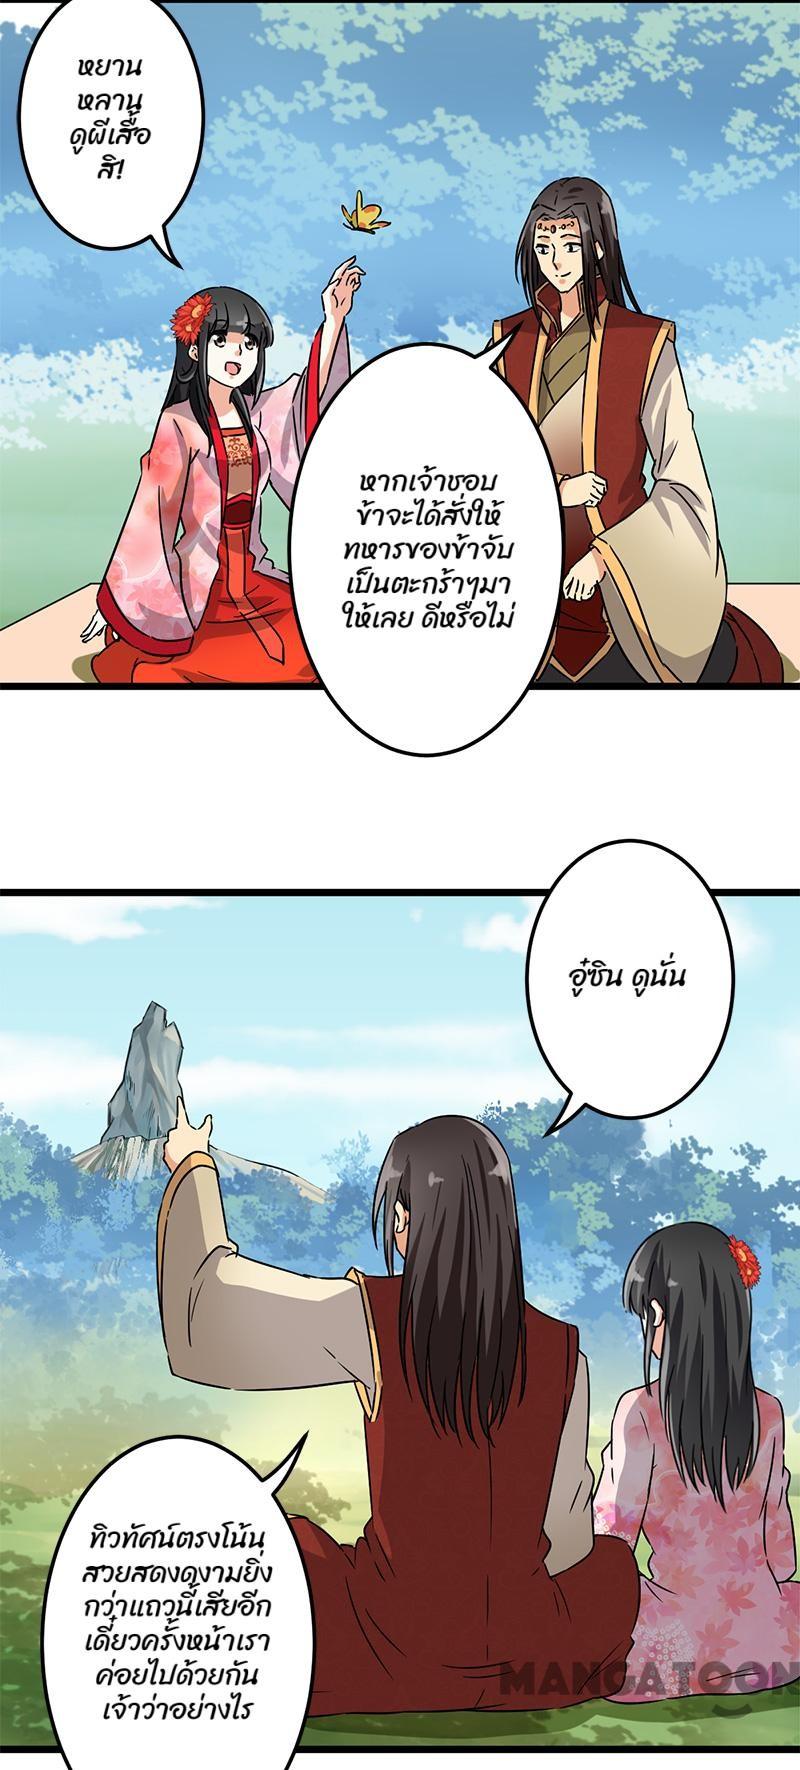 หยาน
หลาน
ดูผีเสื้อ
สิ!
หากเจ้าชอบ
ข้าจะได้สั่งให้
ทหารของข้าจับ
เป็นตะกร้าๆมา
ให้เลย ดีหรือไม่
อู๋ซิน ดูนั่น
ทิวทัศน์ตรงโน้น
สวยสดงดงามยิ่ง
กว่าแถวนี้เสียอีก
เดี๋ยวครั้งหน้าเรา
ค่อยไปด้วยกัน
เจ้าว่าอย่างไร
MANGATOON